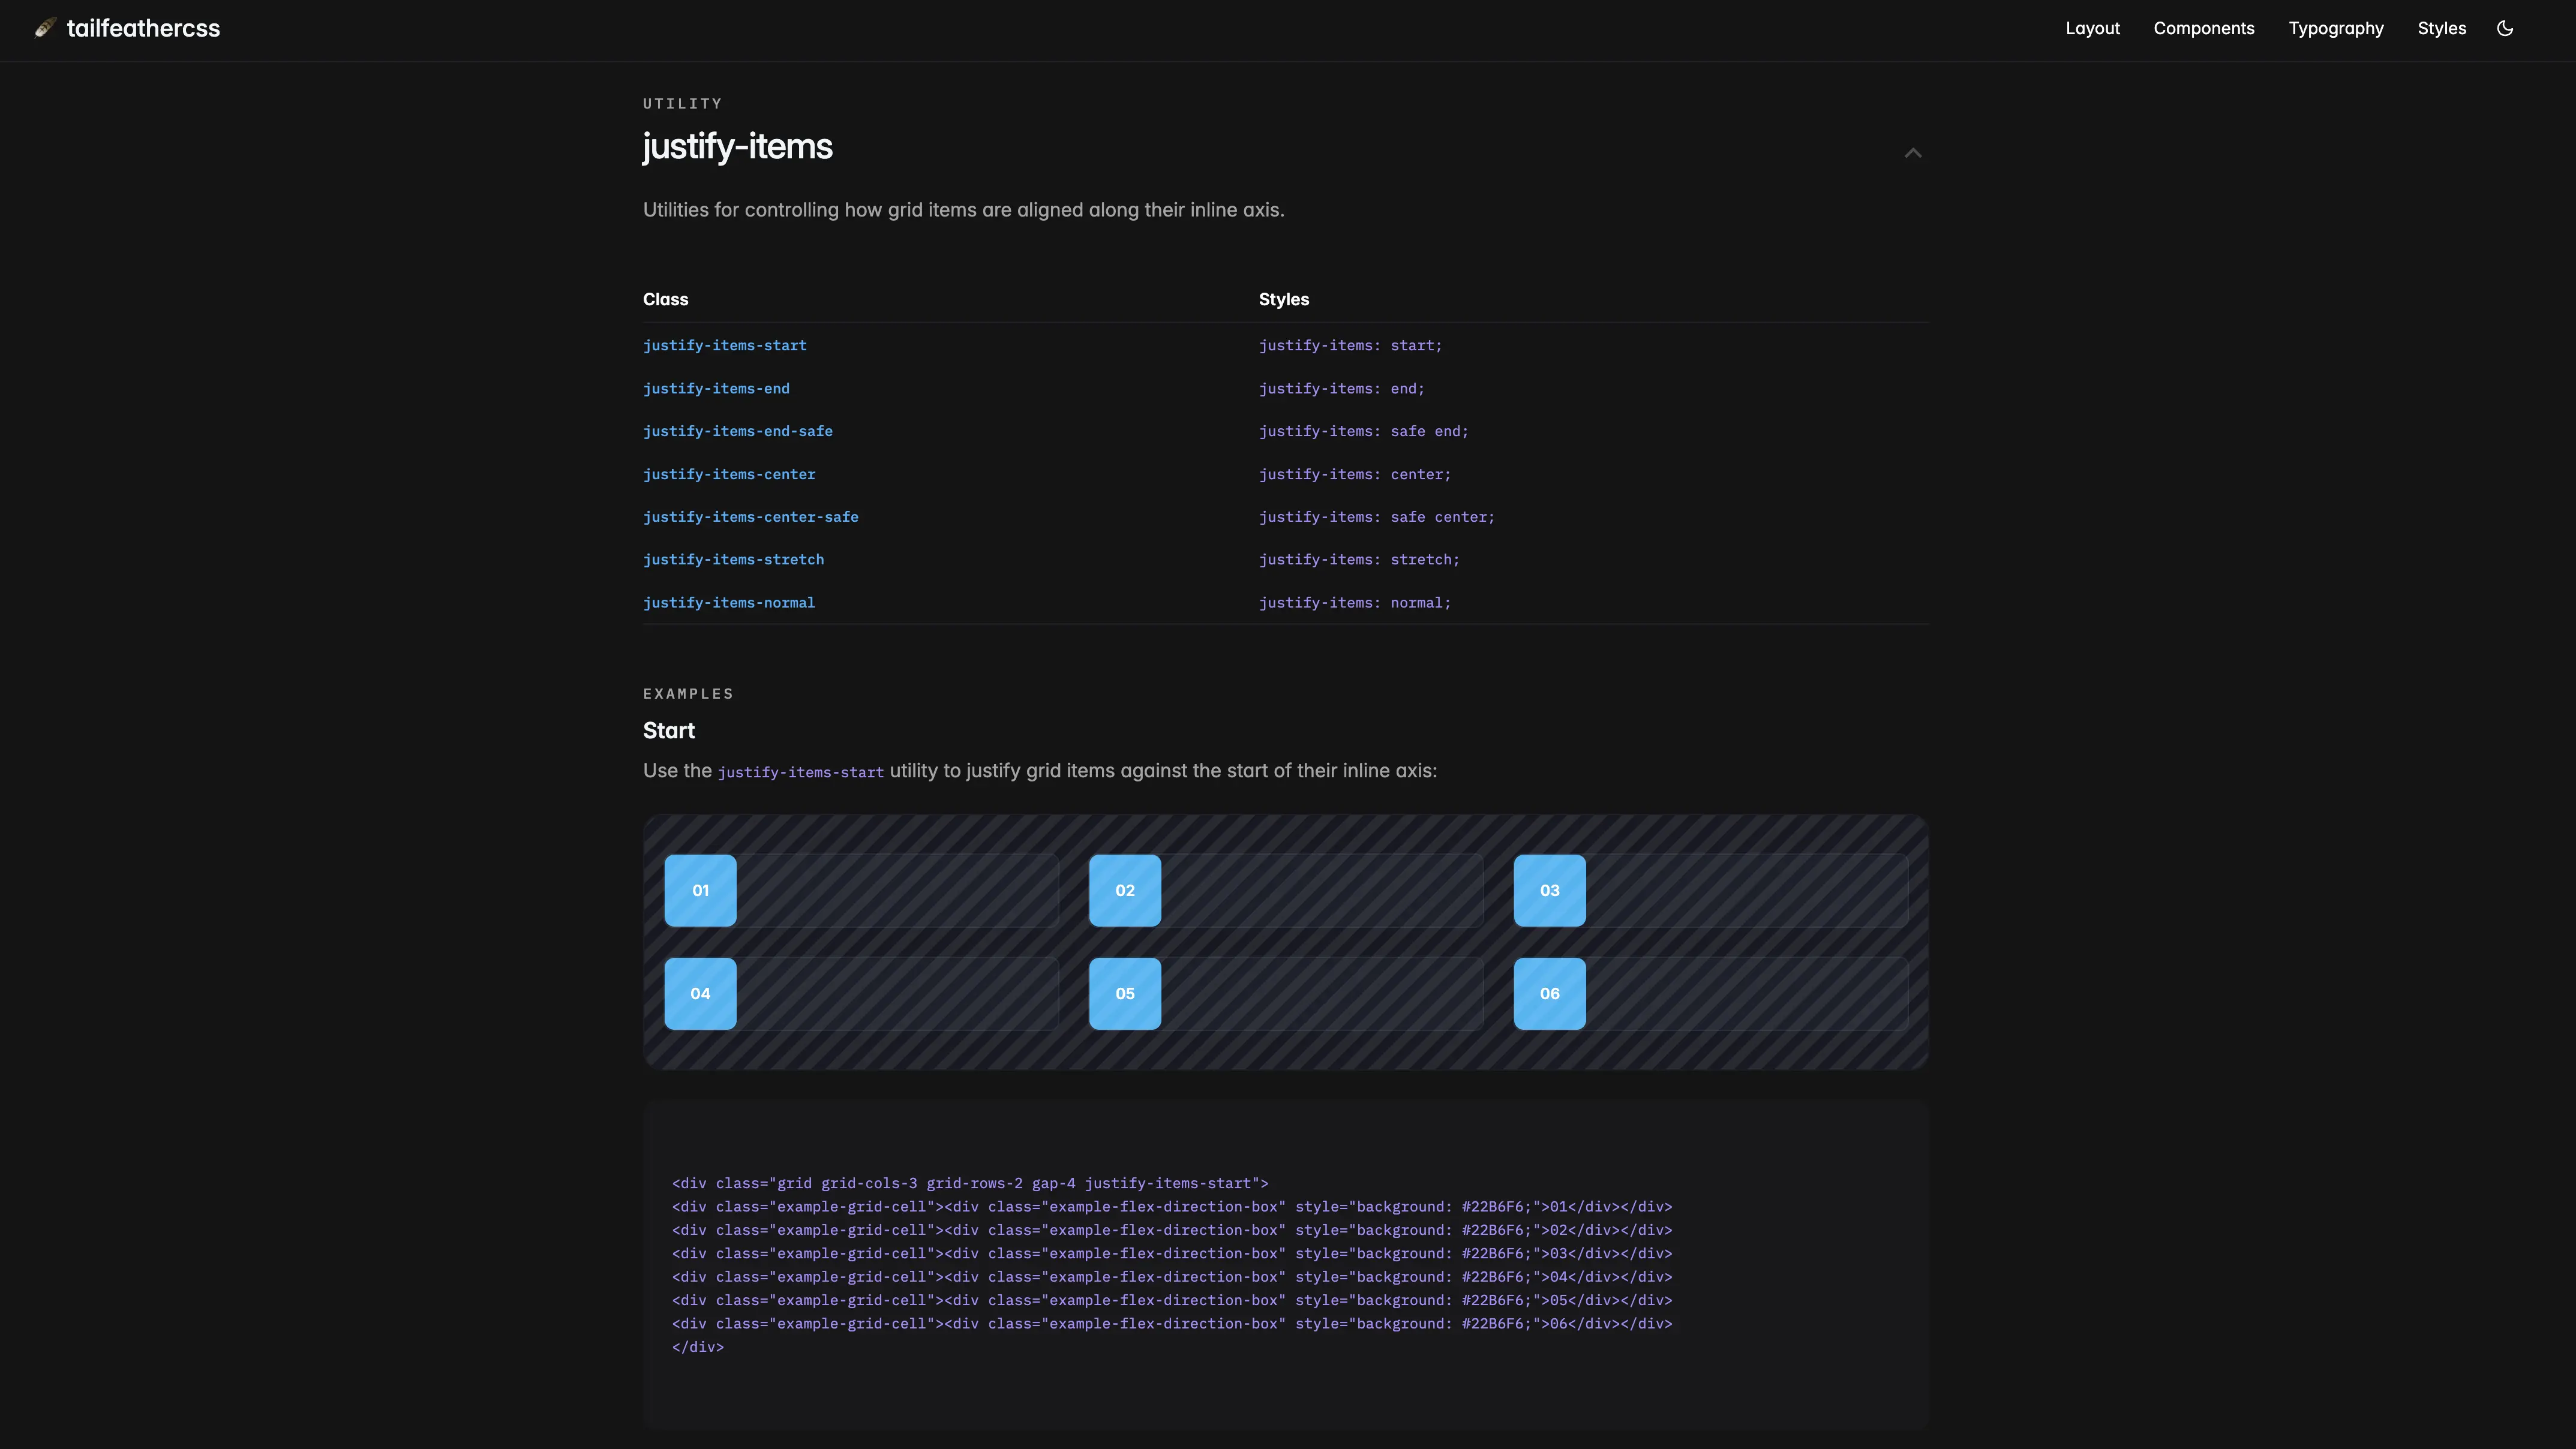 tailfeathercss
Layout Components Typography Styles
UTILITY
justify-items
Utilities for controlling how grid items are aligned along their inline axis.
Class Styles
justify-items-start justify-items: start;
justify-items-end justify-items: end;
justify-items-end-safe justify-items: safe end;
justify-items-center justify-items: center;
justify-items-center-safe justify-items: safe center;
justify-items-stretch justify-items: stretch;
justify-items-normal justify-items: normal;
EXAMPLES
Start
Use the justify-items-start utility to justify grid items against the start of their inline axis:
01 02 03
04 05 06
<div class="grid grid-cols-3 grid-rows-2 gap-4 justify-items-start">
<div class="example-grid-cell"><div class="example-flex-direction-box" style="background: #22B6F6;">01</div></div>
<div class="example-grid-cell"><div class="example-flex-direction-box" style="background: #22B6F6;">02</div></div>
<div class="example-grid-cell"><div class="example-flex-direction-box" style="background: #22B6F6;">03</div></div>
<div class="example-grid-cell"><div class="example-flex-direction-box" style="background: #22B6F6;">04</div></div>
<div class="example-grid-cell"><div class="example-flex-direction-box" style="background: #22B6F6;">05</div></div>
<div class="example-grid-cell"><div class="example-flex-direction-box" style="background: #22B6F6;">06</div></div>
</div>